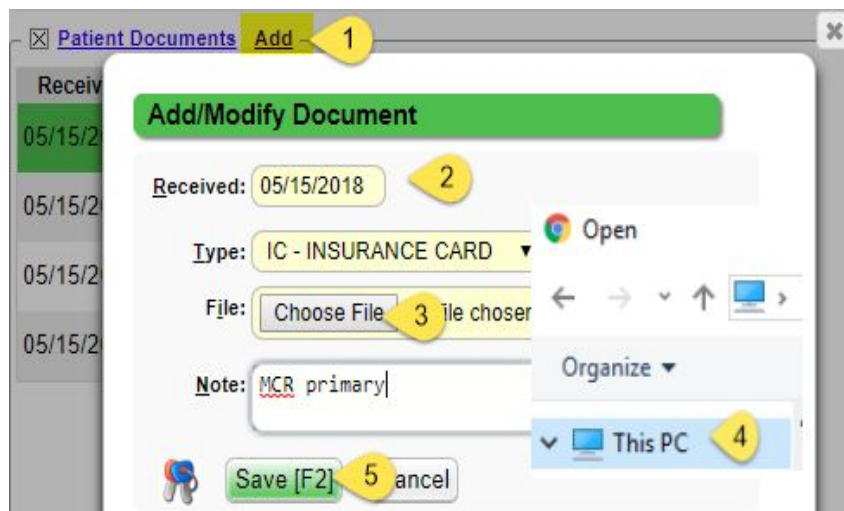 Patient Documents Add 1
Receiv
Add/Modify Document
05/15/2
Received: 05/15/2018 2
05/15/2
Open
Type: IC - INSURANCE CARD
05/15/2
File: Choose File 3 ile chosen
05/15/2
Organize
Note: MCR primary
This PC 4
Save [F2] 5 ancel